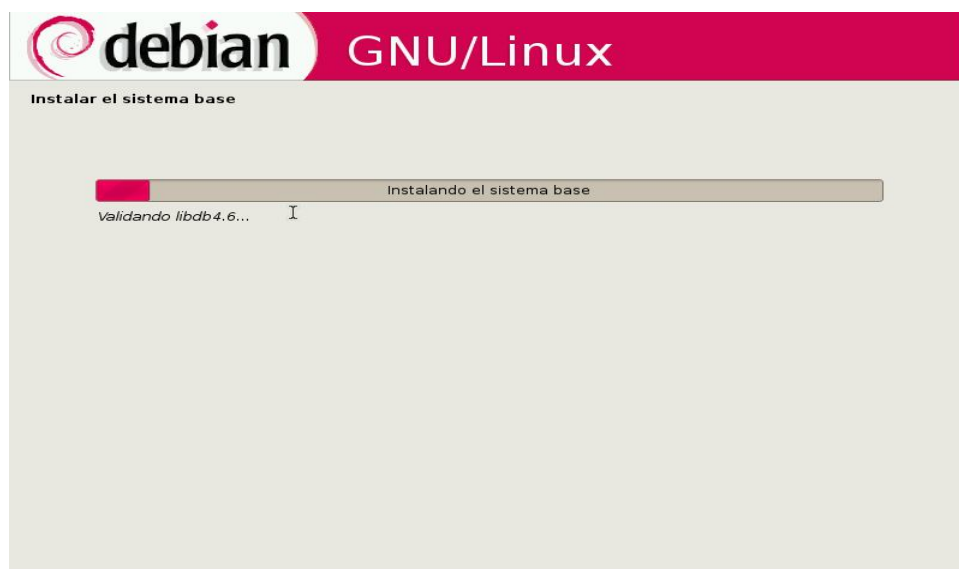 debian GNU/Linux
Instalar el sistema base
Instalando el sistema base
Validando libdb4.6...